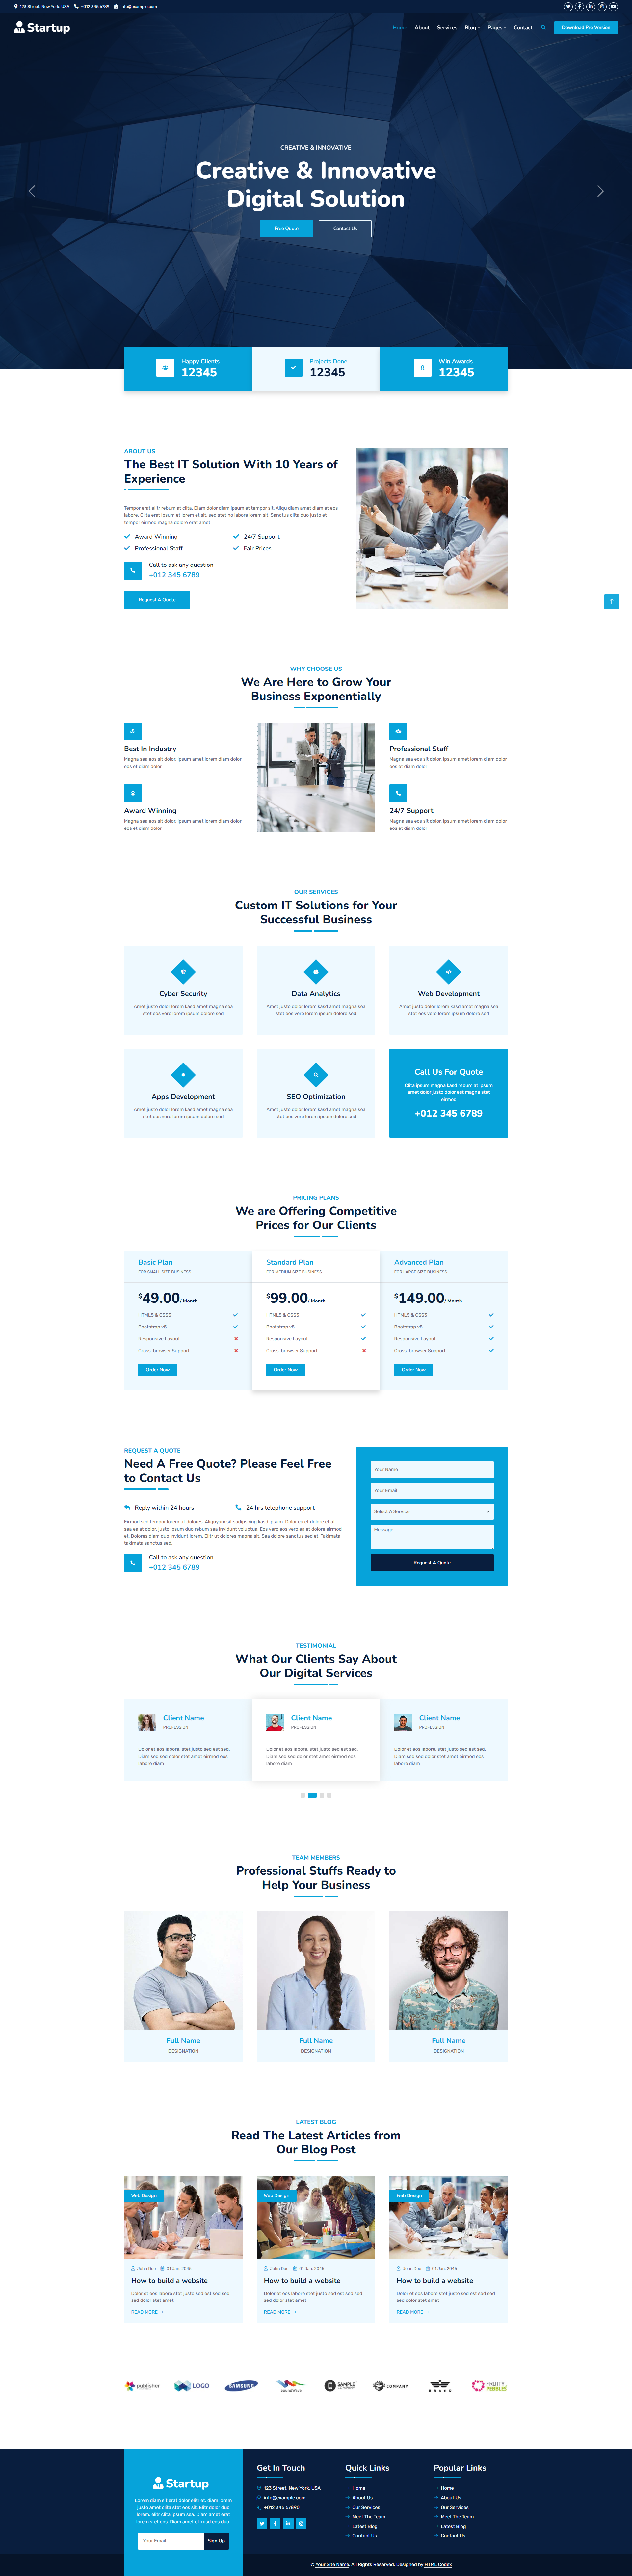 123 Street, New York, USA +012 345 6789 info@example.com
Startup
Home About Services Blog Pages Contact Download Pro Version
CREATIVE & INNOVATIVE
Creative & Innovative
Digital Solution
Free Quote Contact Us
Happy Clients
12345
Projects Done
12345
Win Awards
12345
ABOUT US
The Best IT Solution With 10 Years of
Experience
Tempor erat elitr rebum at clita. Diam dolor diam ipsum et tempor sit. Aliqu diam amet diam et eos
labore. Clita erat ipsum et lorem et sit, sed stet no labore lorem sit. Sanctus clita duo justo et
tempor eirmod magna dolore erat amet
Award Winning 24/7 Support
Professional Staff Fair Prices
Call to ask any question
+012 345 6789
Request A Quote
WHY CHOOSE US
We Are Here to Grow Your
Business Exponentially
Best In Industry
Magna sea eos sit dolor, ipsum amet lorem diam dolor
eos et diam dolor
Award Winning
Magna sea eos sit dolor, ipsum amet lorem diam dolor
eos et diam dolor
Professional Staff
Magna sea eos sit dolor, ipsum amet lorem diam dolor
eos et diam dolor
24/7 Support
Magna sea eos sit dolor, ipsum amet lorem diam dolor
eos et diam dolor
OUR SERVICES
Custom IT Solutions for Your
Successful Business
Cyber Security
Amet justo dolor lorem kasd amet magna sea
stet eos vero lorem ipsum dolore sed
Data Analytics
Amet justo dolor lorem kasd amet magna sea
stet eos vero lorem ipsum dolore sed
Web Development
Amet justo dolor lorem kasd amet magna sea
stet eos vero lorem ipsum dolore sed
Apps Development
Amet justo dolor lorem kasd amet magna sea
stet eos vero lorem ipsum dolore sed
SEO Optimization
Amet justo dolor lorem kasd amet magna sea
stet eos vero lorem ipsum dolore sed
Call Us For Quote
Clita ipsum magna kasd rebum at ipsum
amet dolor justo dolor est magna stet
eirmod
+012 345 6789
PRICING PLANS
We are Offering Competitive
Prices for Our Clients
Basic Plan
FOR SMALL SIZE BUSINESS
$49.00/ Month
HTML5 & CSS3
Bootstrap v5
Responsive Layout
Cross-browser Support
Order Now
Standard Plan
FOR MEDIUM SIZE BUSINESS
$99.00/ Month
HTML5 & CSS3
Bootstrap v5
Responsive Layout
Cross-browser Support
Order Now
Advanced Plan
FOR LARGE SIZE BUSINESS
$149.00/ Month
HTML5 & CSS3
Bootstrap v5
Responsive Layout
Cross-browser Support
Order Now
REQUEST A QUOTE
Need A Free Quote? Please Feel Free
to Contact Us
Reply within 24 hours 24 hrs telephone support
Eirmod sed tempor lorem ut dolores. Aliquyam sit sadipscing kasd ipsum. Dolor ea et dolore et at
sea ea at dolor, justo ipsum duo rebum sea invidunt voluptua. Eos vero eos vero ea et dolore eirmod
et. Dolores diam duo invidunt lorem. Elitr ut dolores magna sit. Sea dolore sanctus sed et. Takimata
takimata sanctus sed.
Call to ask any question
+012 345 6789
Your Name
Your Email
Select A Service
Message
Request A Quote
TESTIMONIAL
What Our Clients Say About
Our Digital Services
Client Name
PROFESSION
Dolor et eos labore, stet justo sed est sed.
Diam sed sed dolor stet amet eirmod eos
labore diam
Client Name
PROFESSION
Dolor et eos labore, stet justo sed est sed.
Diam sed sed dolor stet amet eirmod eos
labore diam
Client Name
PROFESSION
Dolor et eos labore, stet justo sed est sed.
Diam sed sed dolor stet amet eirmod eos
labore diam
TEAM MEMBERS
Professional Stuffs Ready to
Help Your Business
Full Name
DESIGNATION
Full Name
DESIGNATION
Full Name
DESIGNATION
LATEST BLOG
Read The Latest Articles from
Our Blog Post
Web Design
John Doe 01 Jan, 2045
How to build a website
Dolor et eos labore stet justo sed est sed sed
sed dolor stet amet
READ MORE
Web Design
John Doe 01 Jan, 2045
How to build a website
Dolor et eos labore stet justo sed est sed sed
sed dolor stet amet
READ MORE
Web Design
John Doe 01 Jan, 2045
How to build a website
Dolor et eos labore stet justo sed est sed sed
sed dolor stet amet
READ MORE
publisher
LOGO
SAMSUNG
SoundWave
SAMPLE
COMPANY
BRAND
FRUITY
PEBBLES
Startup
Lorem diam sit erat dolor elitr et, diam lorem
justo amet clita stet eos sit. Elitr dolor duo
lorem, elitr clita ipsum sea. Diam amet erat
lorem stet eos. Diam amet et kasd eos duo.
Your Email Sign Up
Get In Touch
123 Street, New York, USA
info@example.com
+012 345 67890
Quick Links
Home
About Us
Our Services
Meet The Team
Latest Blog
Contact Us
Popular Links
Home
About Us
Our Services
Meet The Team
Latest Blog
Contact Us
© Your Site Name. All Rights Reserved. Designed by HTML Codex